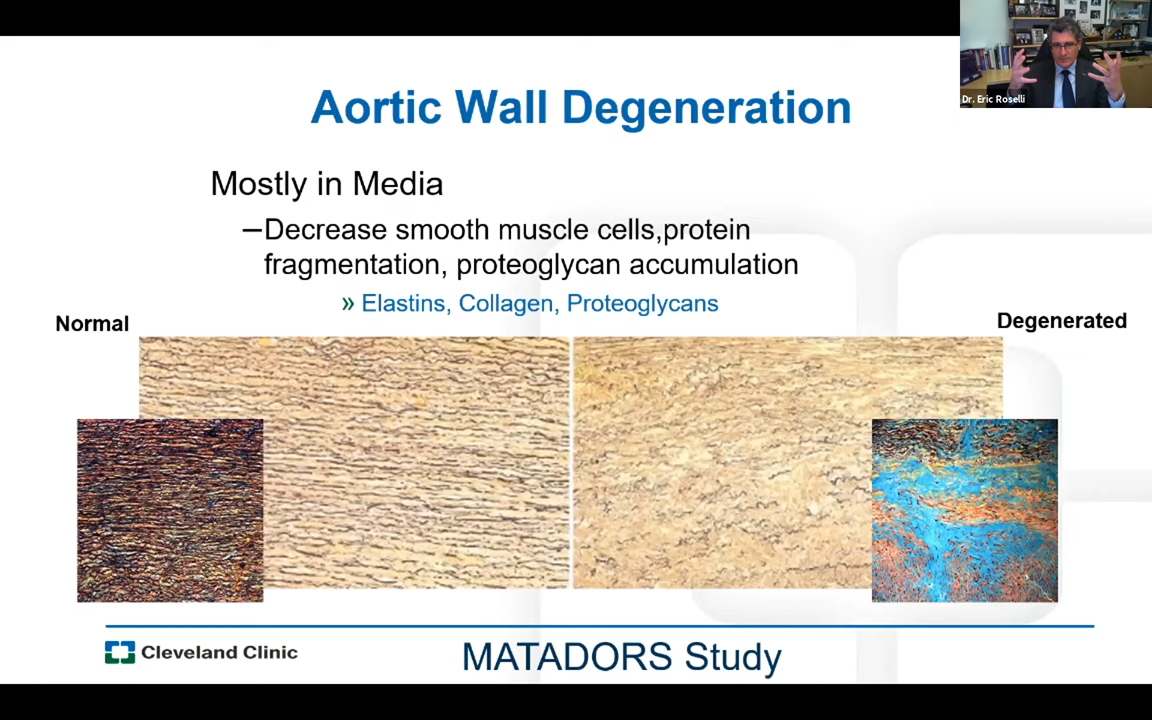 Dr. Eric Roselli
Aortic Wall Degeneration
Mostly in Media
–Decrease smooth muscle cells,protein
fragmentation, proteoglycan accumulation
» Elastins, Collagen, Proteoglycans
Normal
Degenerated
Cleveland Clinic
MATADORS Study